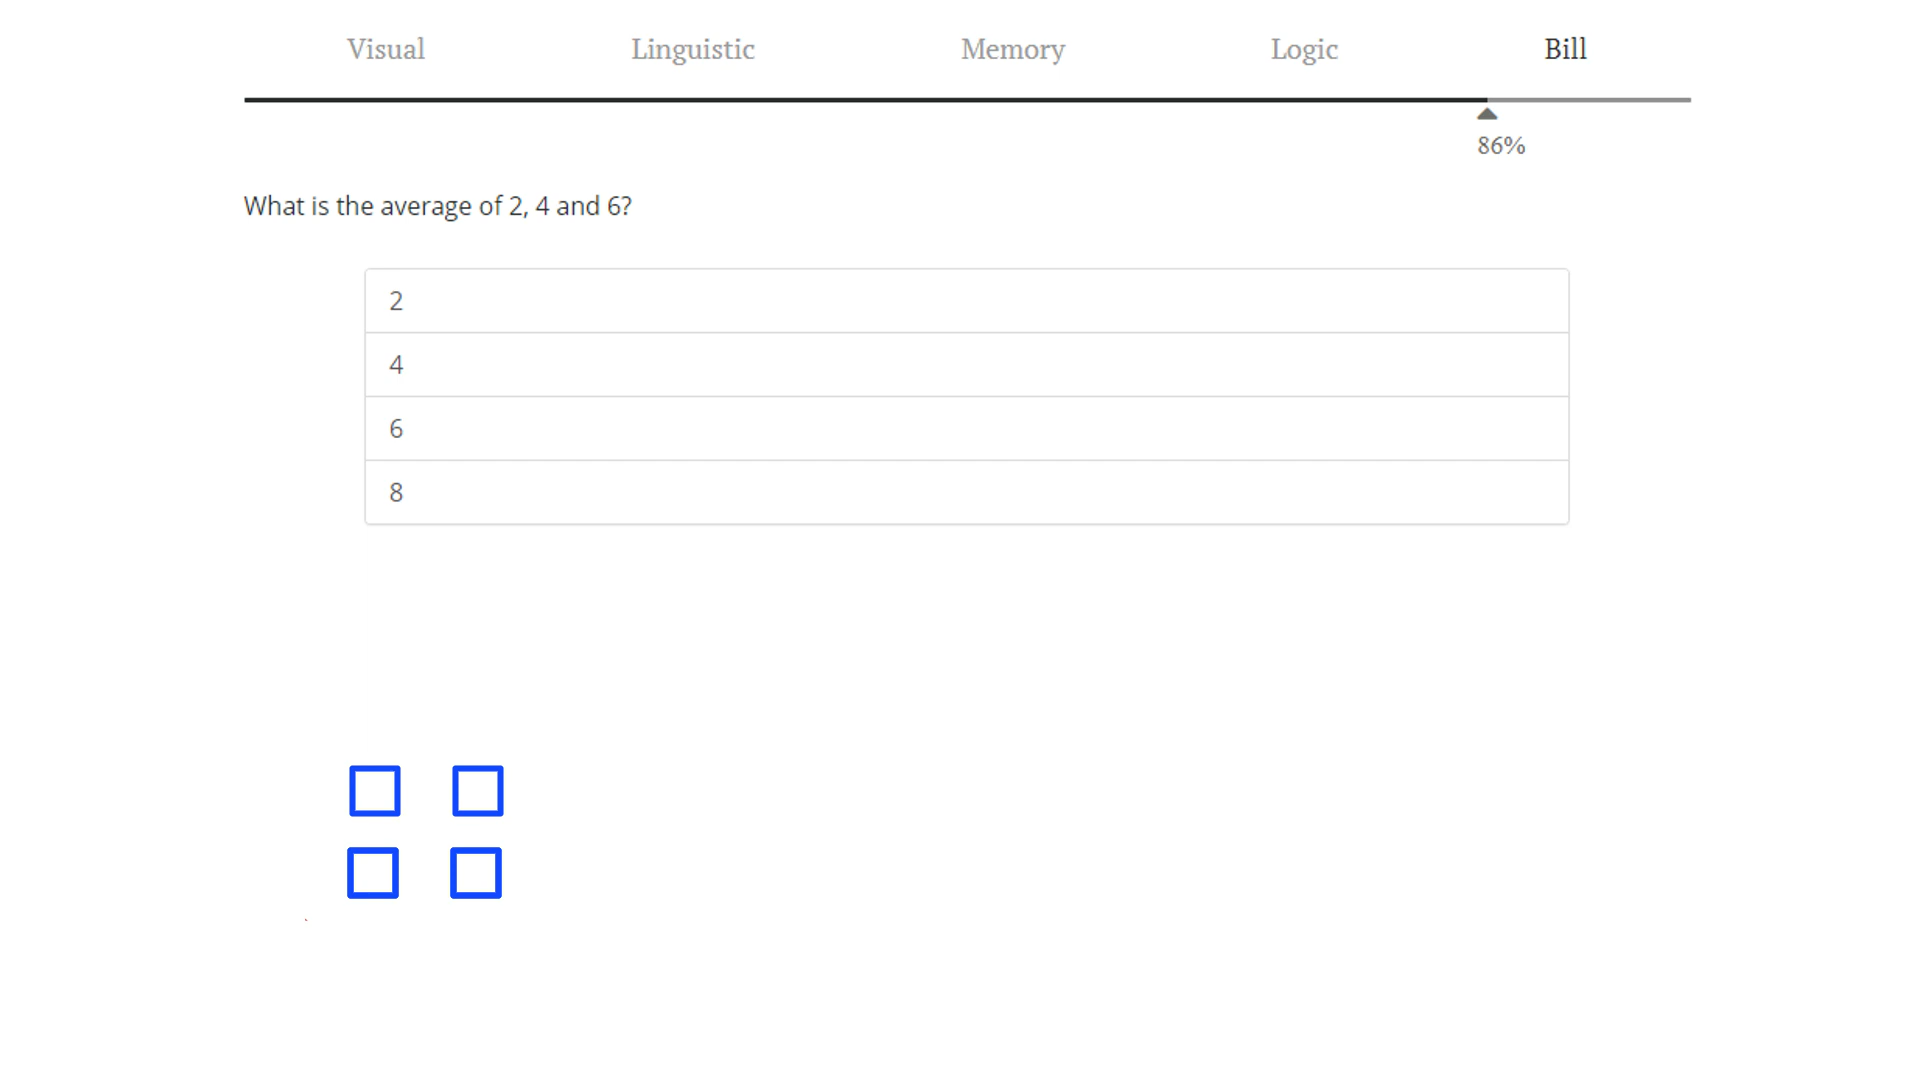 Visual Linguistic Memory Logic Bill
86%
What is the average of 2, 4 and 6?
2
4
6
8